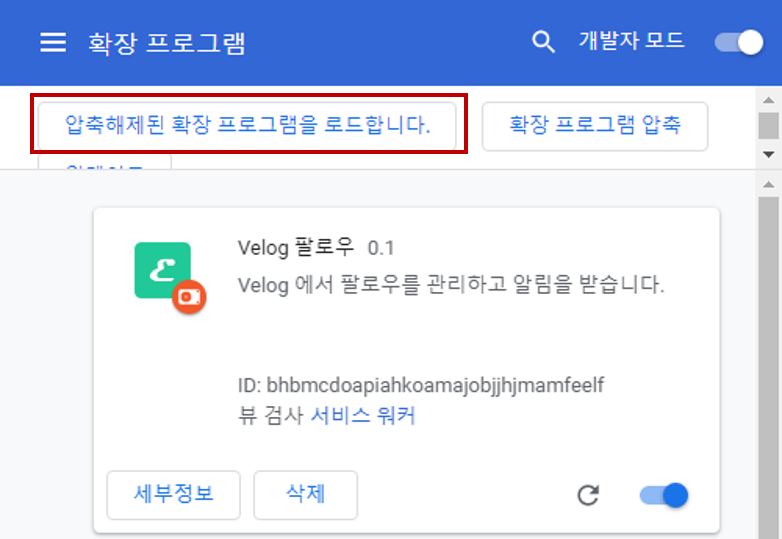 확장 프로그램
개발자 모드
압축해제된 확장 프로그램을 로드합니다.
확장 프로그램 압축
Velog 팔로우 0.1
Velog 에서 팔로우를 관리하고 알림을 받습니다.
ID: bhbmcdoapiahkoamajobjjhjmamfeelf
뷰 검사 서비스 워커
세부정보
삭제